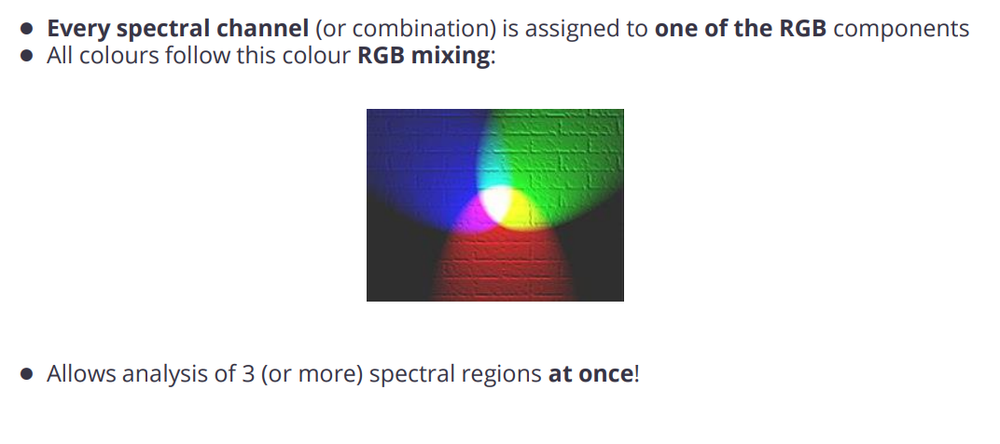 ● Every spectral channel (or combination) is assigned to one of the RGB components
● All colours follow this colour RGB mixing:
● Allows analysis of 3 (or more) spectral regions at once!